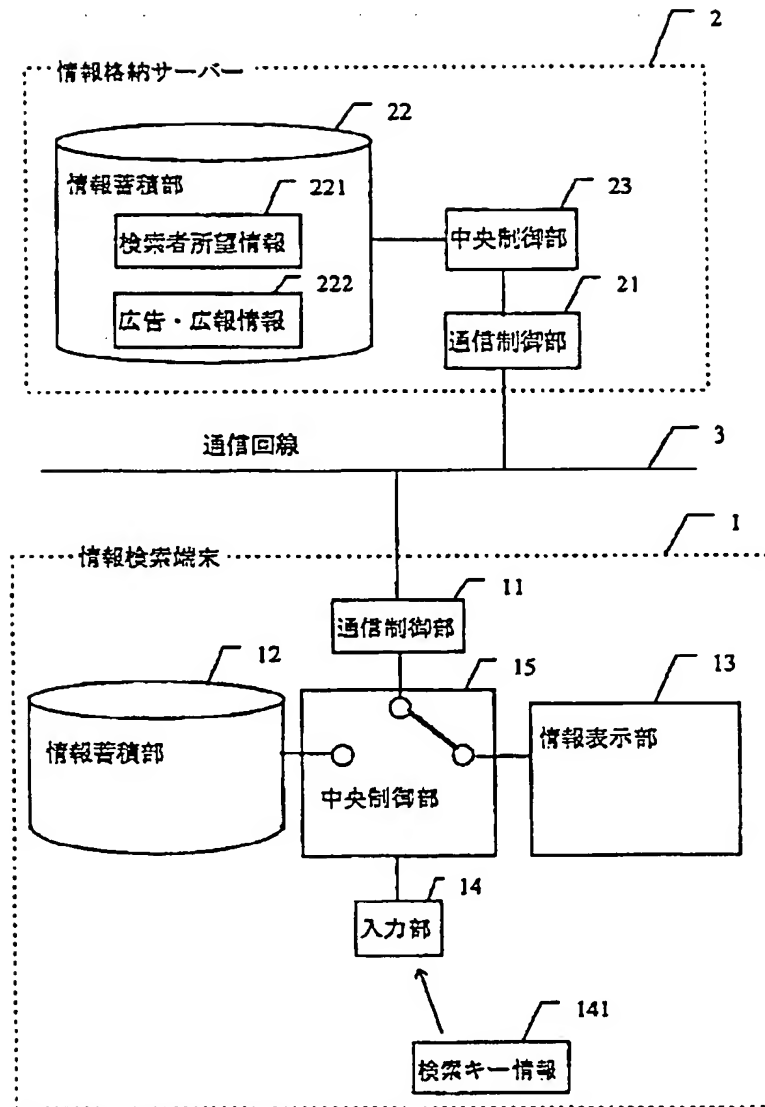 2
情報格納サーバー
22
情報蓄積部
221
検索者所望情報
222
広告・広報情報
23
中央制御部
21
通信制御部
通信回線
3
1
情報検索端末
11
通信制御部
12
情報蓄積部
15
中央制御部
13
情報表示部
14
入力部
141
検索キー情報